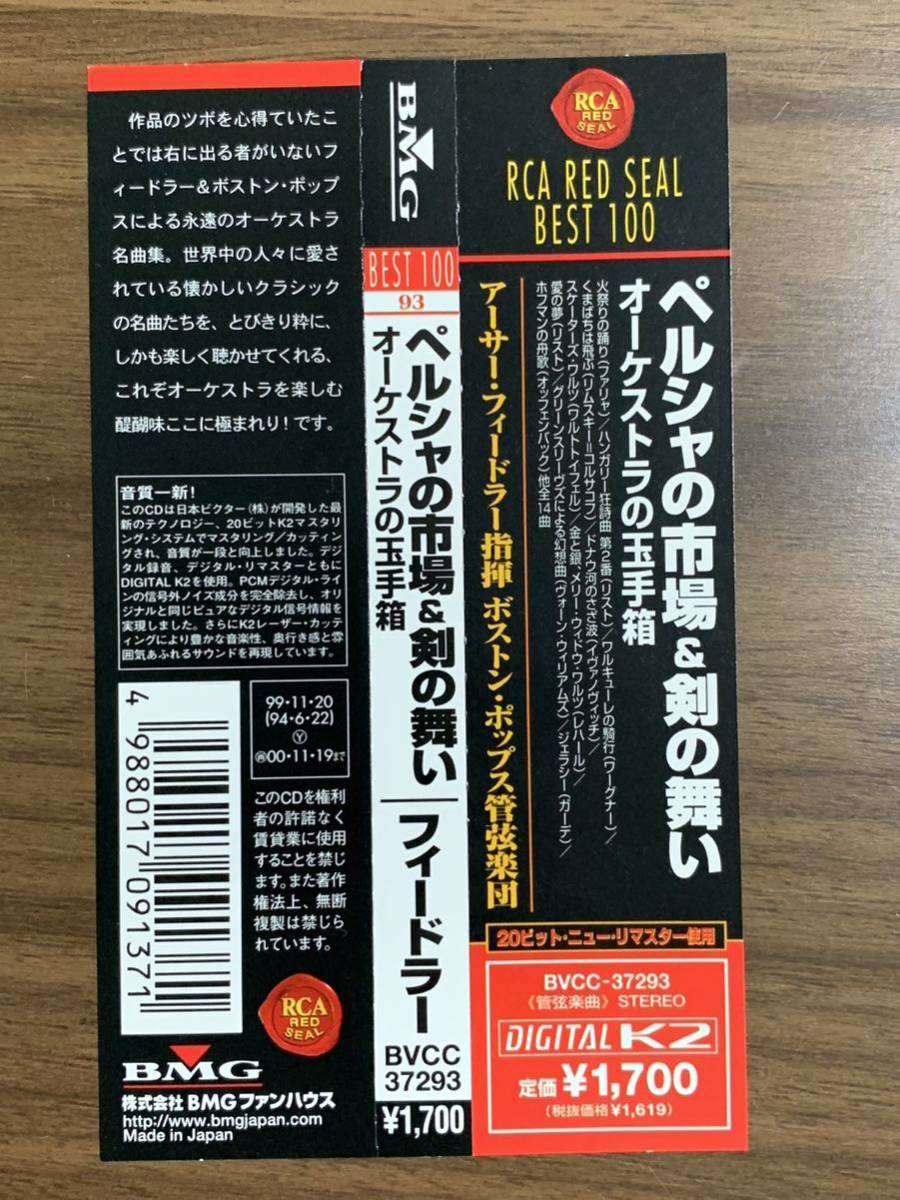 作品のツボを心得ていたこ
とでは右に出る者がいないフ
ィードラー&ボストン・ポップ
スによる永遠のオーケストラ
名曲集。世界中の人々に愛さ
れている懐かしいクラシック
の名曲たちを、とびきり粋に、
しかも楽しく聴かせてくれる、
これぞオーケストラを楽しむ
醍醐味ここに極まれり!です。
音質一新!
このCDは日本ビクター(株)が開発した最
新のテクノロジー、20ビットK2マスタリ
ング・システムでマスタリング/カッティ
ングされ、音質が一段と向上しました。デジ
タル録音、デジタル・リマスターともに
DIGITAL K2を使用。PCMデジタル・ライ
ンの信号外ノイズ成分を完全除去し、オリ
ジナルと同じピュアなデジタル信号情報を
実現しました。さらにK2レーザー・カッ
ティングにより豊かな音楽性、奥行き感と雰
囲気あふれるサウンドを再現しています。
4 988017 091371
99・11・20
(94・6・22)
Ⓨ
㋬00・11・19まで
このCDを権利
者の許諾なく
賃貸業に使用
することを禁じ
ます。また著作
権法上、無断
複製は禁じら
れています。
RCA
RED
SEAL
BMG
株式会社BMGファンハウス
http://www.bmgjapan.com
Made in Japan
BMG
BEST 100
93
ペルシャの市場&剣の舞い
オーケストラの玉手箱
フィードラー
BVCC
37293
¥1,700
RCA
RED
SEAL
RCA RED SEAL
BEST 100
ペルシャの市場&剣の舞い
オーケストラの玉手箱
火祭りの踊り(ファリャ)/ハンガリー狂詩曲 第2番(リスト)/ワルキューレの騎行(ワーグナー)/
くまばちは飛ぶ(リムスキー=コルサコフ)/ドナウ河のさざ波(イヴァノヴィッチ)/
スケーターズ・ワルツ(ワルトトイフェル)/金と銀、メリー・ウィドウ・ワルツ(レハール)/
愛の夢(リスト)/グリーンスリーヴズによる幻想曲(ヴォーン・ウィリアムズ)/ジェラシー(ガーデ)/
ホフマンの舟歌(オッフェンバック)他全14曲
アーサー・フィードラー指揮 ボストン・ポップス管弦楽団
20ビット・ニュー・リマスター使用
BVCC-37293
《管弦楽曲》STEREO
DIGITAL K2
定価¥1,700
(税抜価格¥1,619)